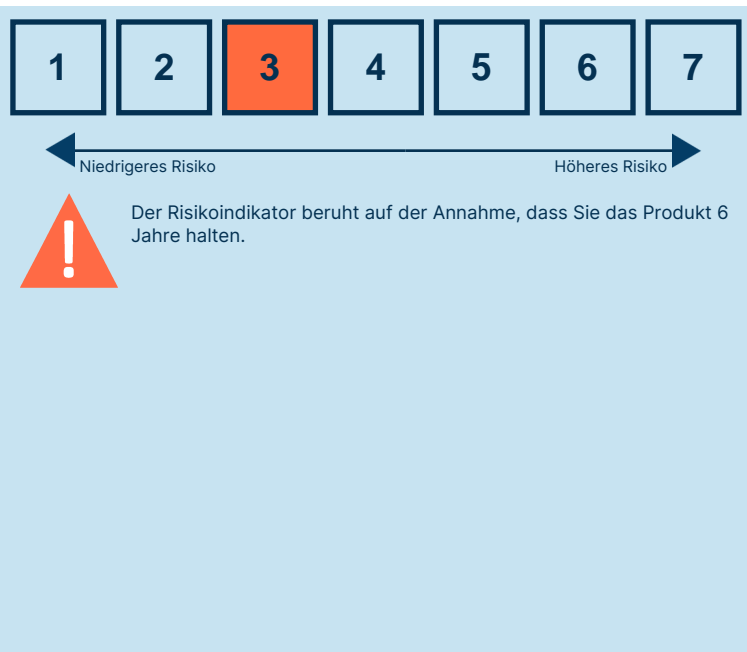 1 2 3 4 5 6 7
Niedrigeres Risiko Höheres Risiko
!
Der Risikoindikator beruht auf der Annahme, dass Sie das Produkt 6
Jahre halten.